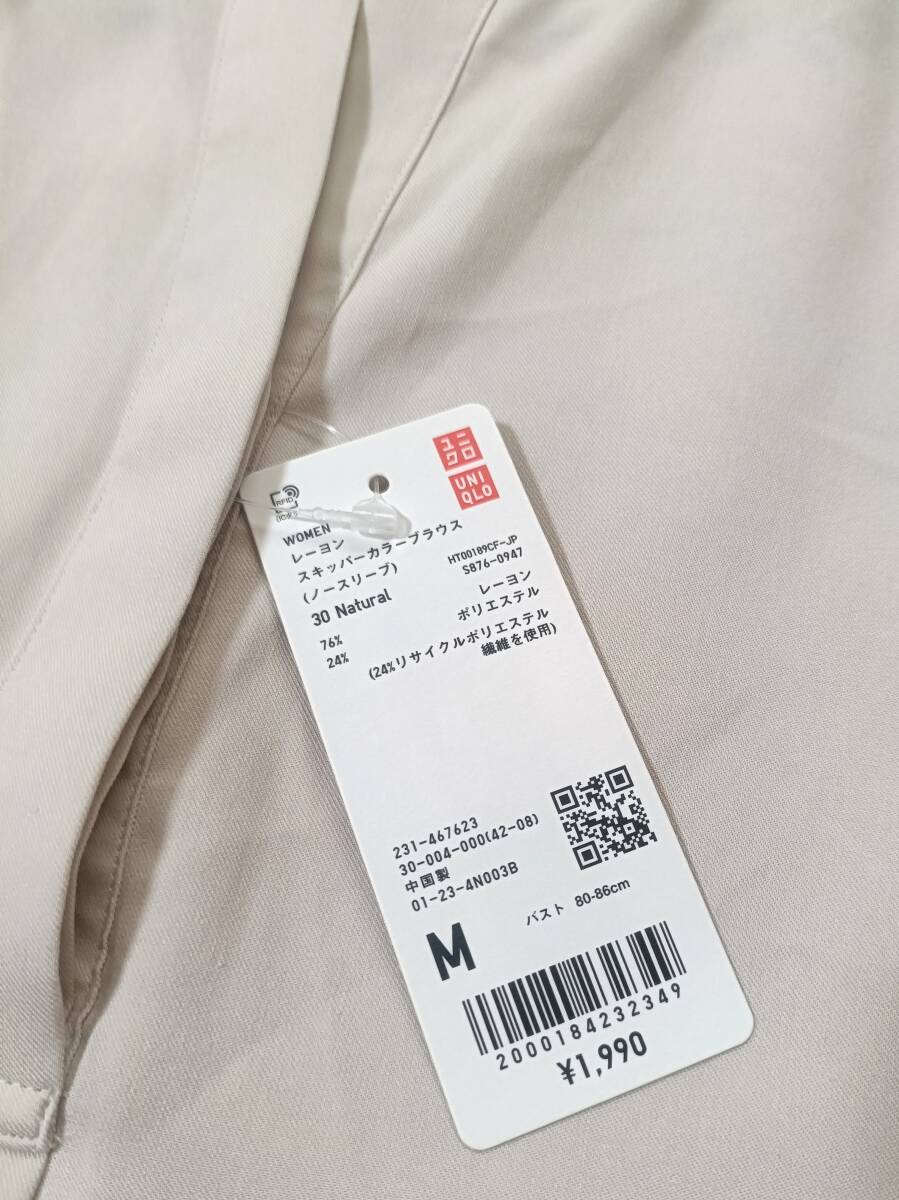 ユニ
クロ
UNI
QLO
RFID
WOMEN
レーヨン
スキッパーカラーブラウス
(ノースリーブ)
HT00189CF-JP
S876-0947
30 Natural
76% レーヨン
24% ポリエステル
(24%リサイクルポリエステル
繊維を使用)
231-467623
30-004-000(42-08)
中国製
01-23-4N003B
M
バスト 80-86cm
2000184232349
¥1,990